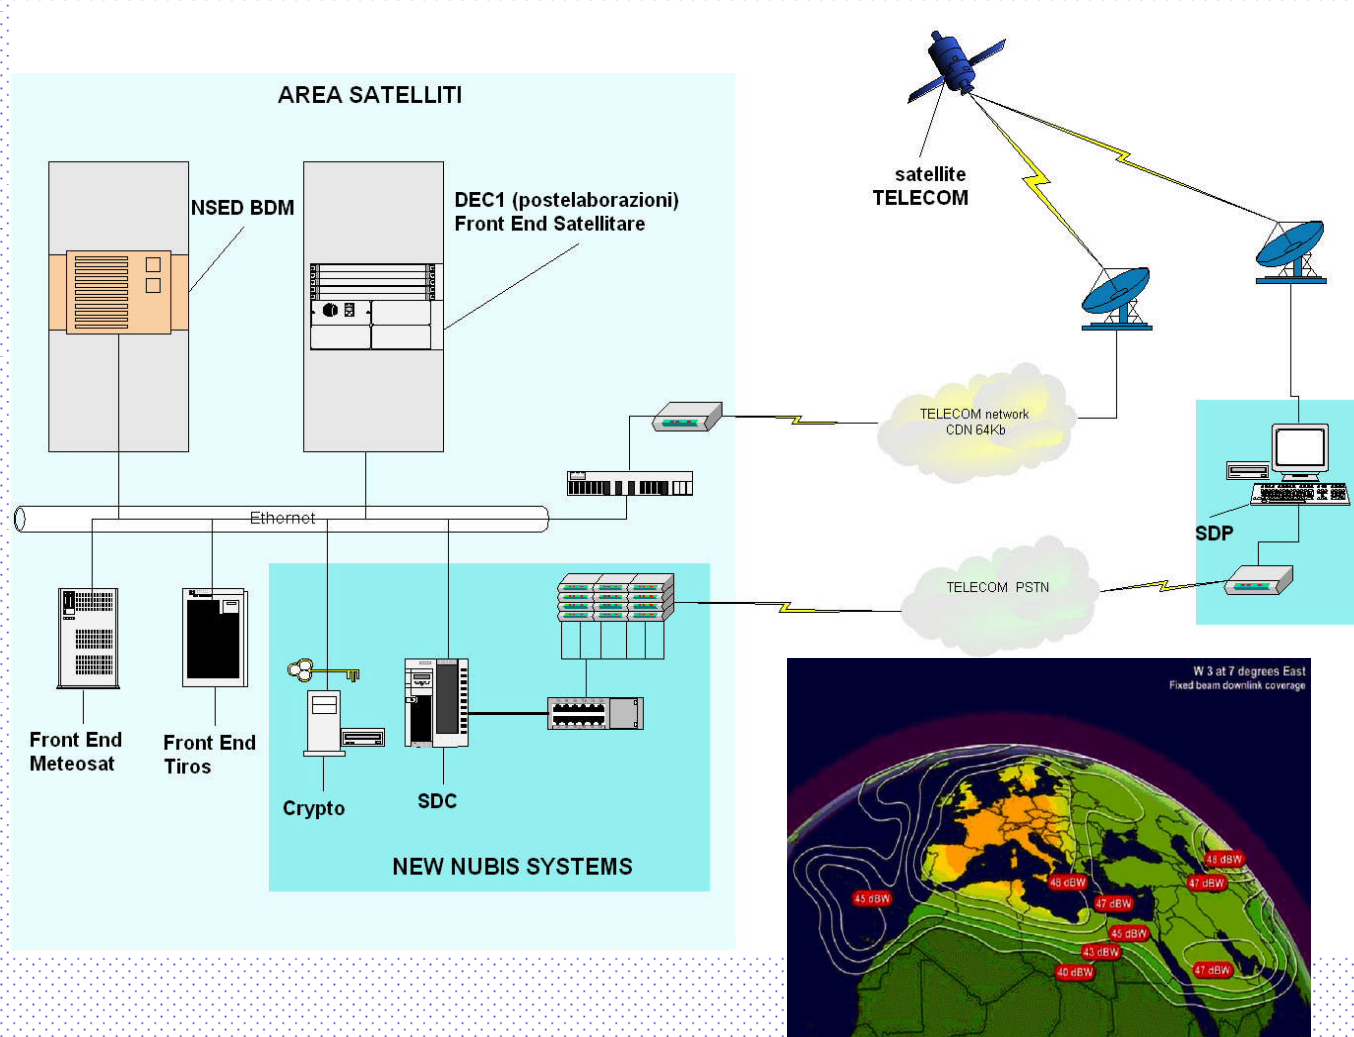 AREA SATELLITI
satellite
TELECOM
NSED BDM
DEC1 (postelaborazioni)
Front End Satellitare
TELECOM network
CDN 64Kb
Ethernet
SDP
TELECOM PSTN
Front End
Meteosat
Front End
Tiros
Crypto
SDC
NEW NUBIS SYSTEMS
W 3 at 7 degrees East
Fixed beam downlink coverage
48 dBW
48 dBW
47 dBW
45 dBW
47 dBW
45 dBW
43 dBW
40 dBW
47 dBW